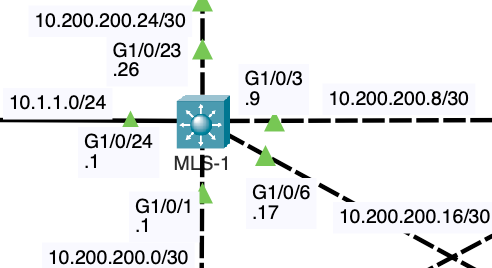 10.200.200.24/30
G1/0/23
.26
G1/0/3
.9
10.1.1.0/24
10.200.200.8/30
G1/0/24
.1
MLS-1
G1/0/6
.17
G1/0/1
.1
10.200.200.16/30
10.200.200.0/30